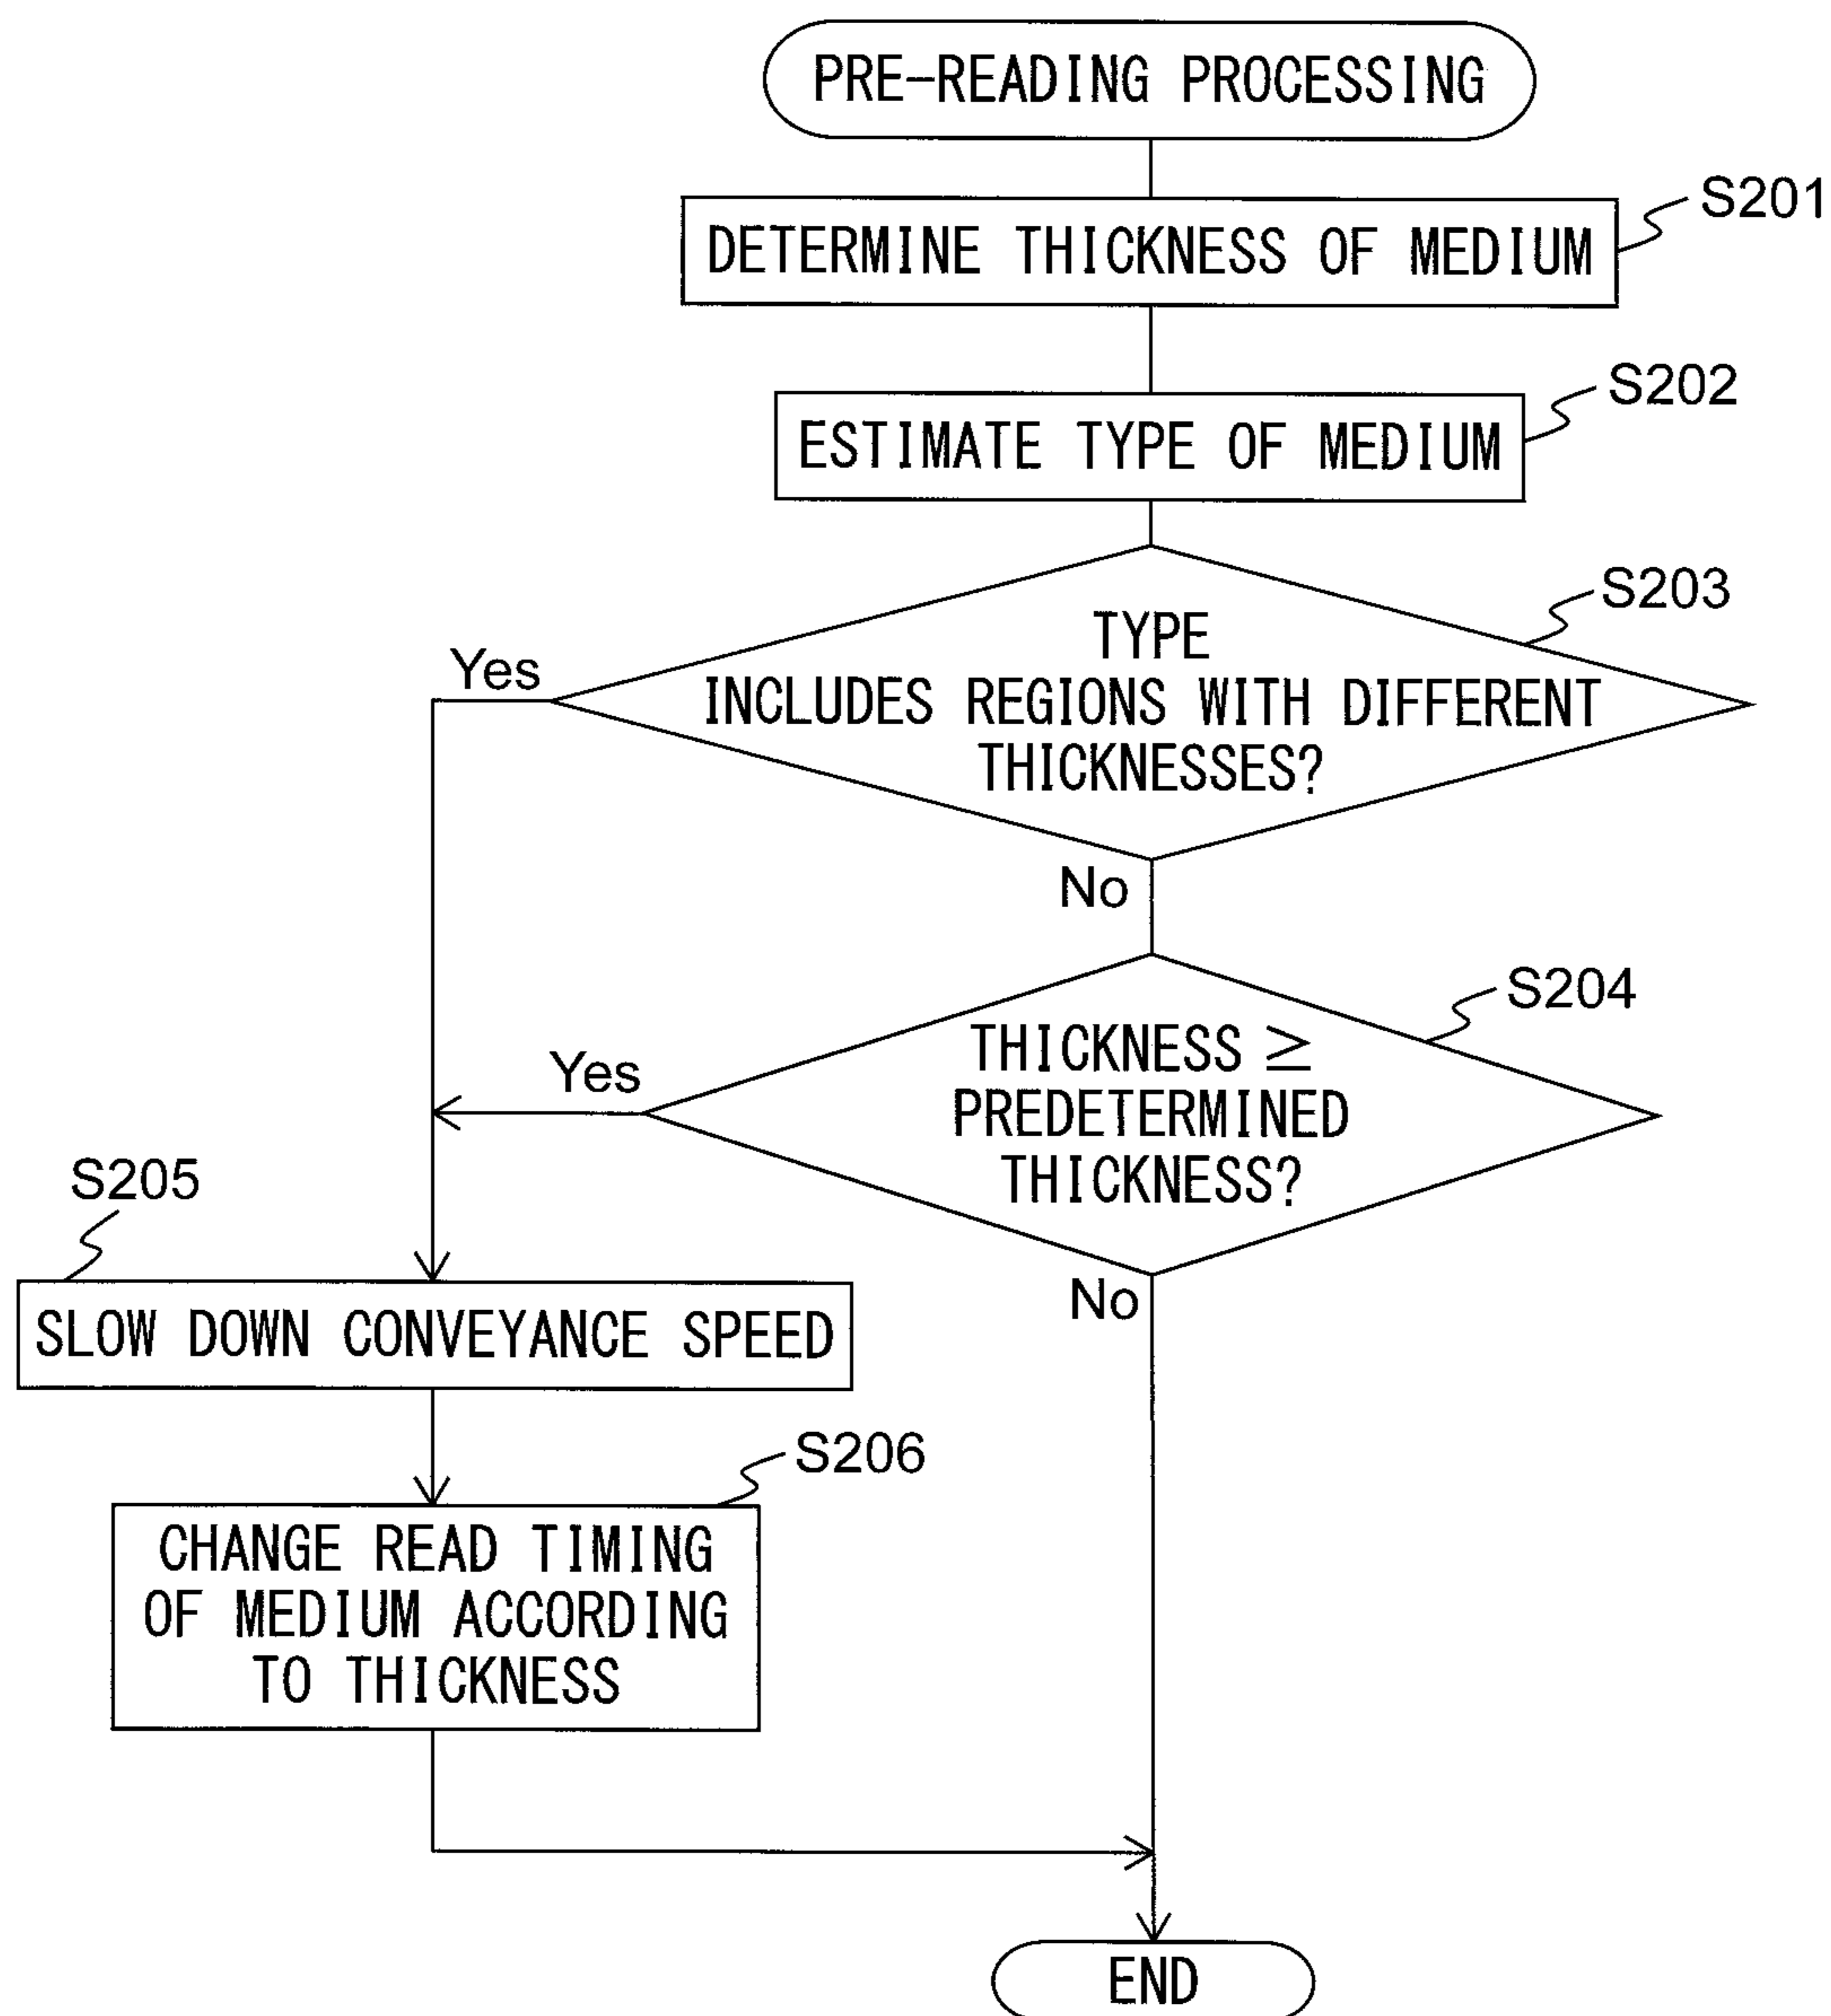 PRE-READING PROCESSING
S201
DETERMINE THICKNESS OF MEDIUM
S202
ESTIMATE TYPE OF MEDIUM
S203
TYPE
INCLUDES REGIONS WITH DIFFERENT
THICKNESSES?
Yes
No
S204
THICKNESS ≥
PREDETERMINED
THICKNESS?
Yes
No
S205
SLOW DOWN CONVEYANCE SPEED
S206
CHANGE READ TIMING
OF MEDIUM ACCORDING
TO THICKNESS
END